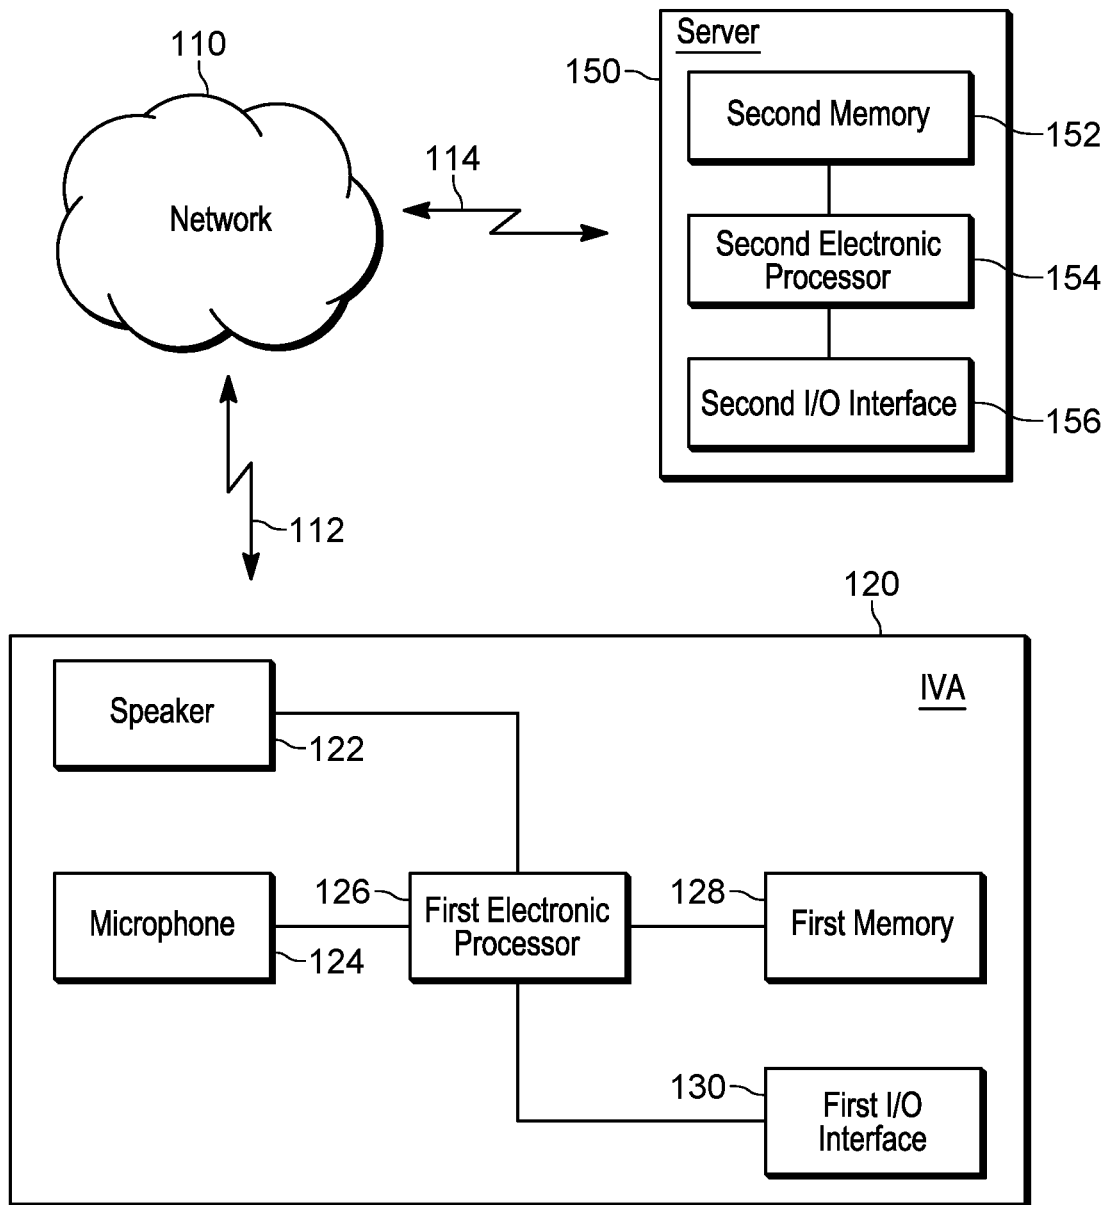 110
Network
114
Server
150
Second Memory
152
Second Electronic
Processor
154
Second I/O Interface
156
112
120
IVA
Speaker
122
Microphone
124
126
First Electronic
Processor
128
First Memory
130
First I/O
Interface